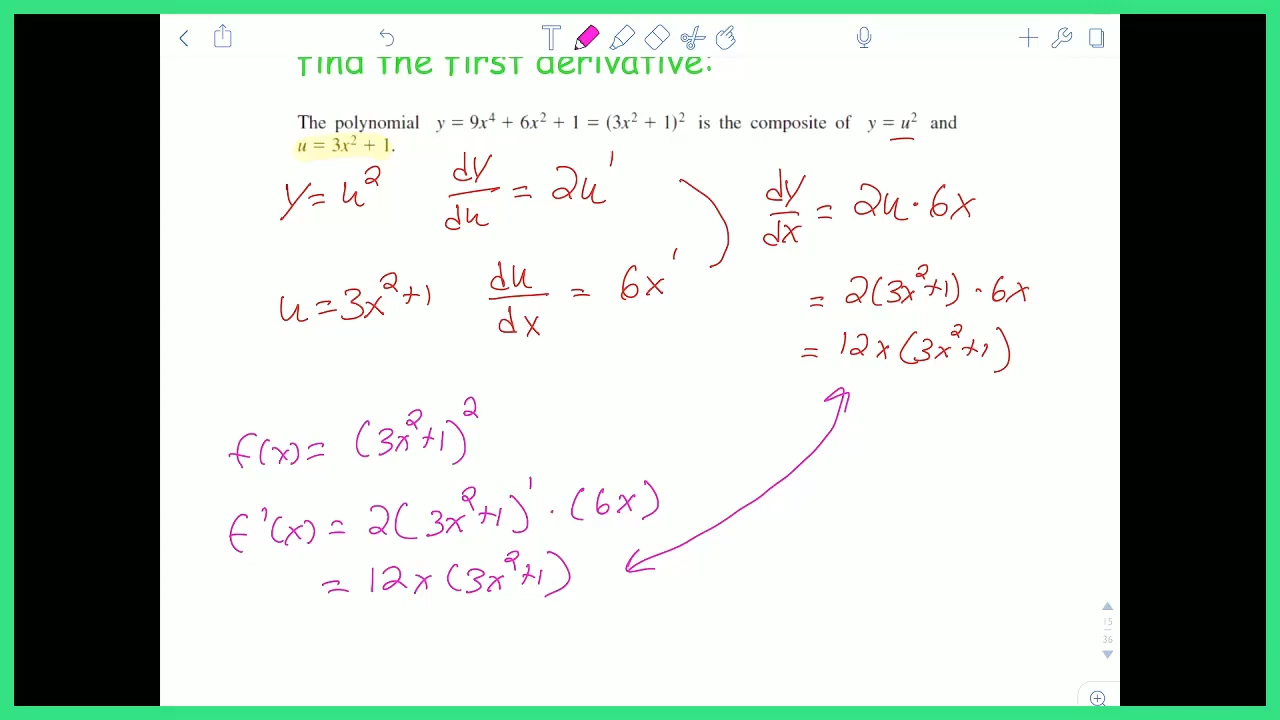 find the first derivative:
The polynomial y = 9x⁴ + 6x² + 1 = (3x² + 1)² is the composite of y = u² and
u = 3x² + 1.
y = u² dy/du = 2u¹
u = 3x²+1 du/dx = 6x¹
dy/dx = 2u · 6x
= 2(3x²+1) · 6x
= 12x(3x²+1)
f(x) = (3x²+1)²
f'(x) = 2(3x²+1)¹ · (6x)
= 12x(3x²+1)
15
36